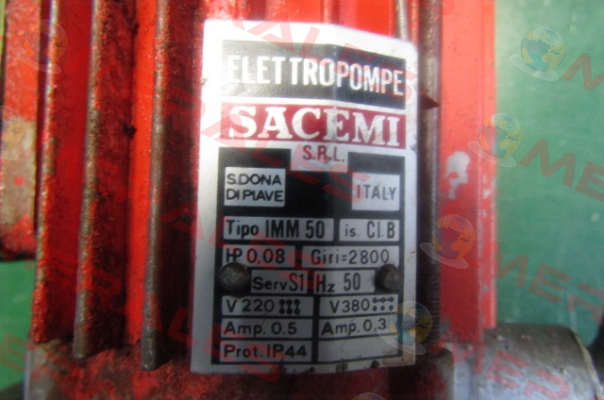 ELETTROPOMPE
SACEMI
S.R.L.
S.DONA DI PIAVE ITALY
Tipo IMM 50 is. Cl. B
HP 0.08 Giri=2800
Serv S1 Hz 50
V 220 V 380
Amp. 0.5 Amp. 0.3
Prot. IP44